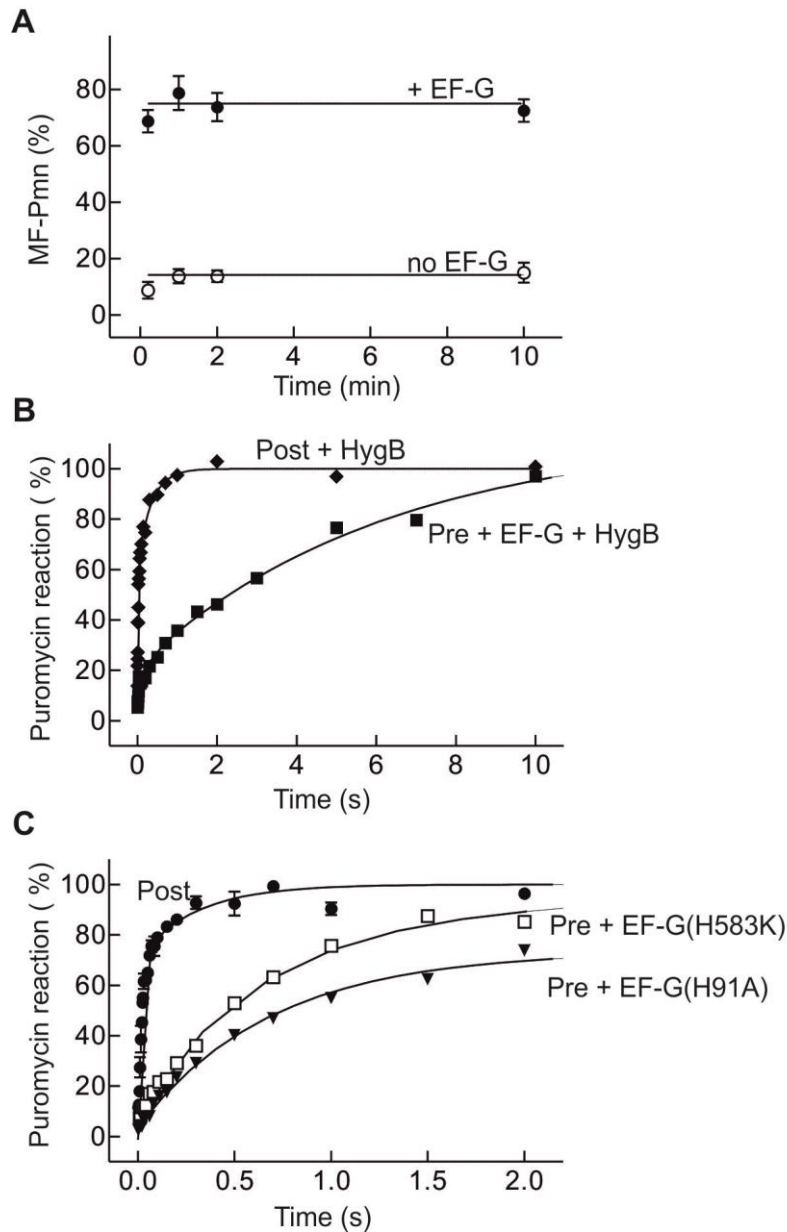 A
MF-Pmn (%)
80
60
40
20
0
+ EF-G
no EF-G
0 2 4 6 8 10
Time (min)
B
Puromycin reaction ( %)
100
80
60
40
20
0
Post + HygB
Pre + EF-G + HygB
0 2 4 6 8 10
Time (s)
C
Puromycin reaction ( %)
100
80
60
40
20
0
Post
Pre + EF-G(H583K)
Pre + EF-G(H91A)
0.0 0.5 1.0 1.5 2.0
Time (s)